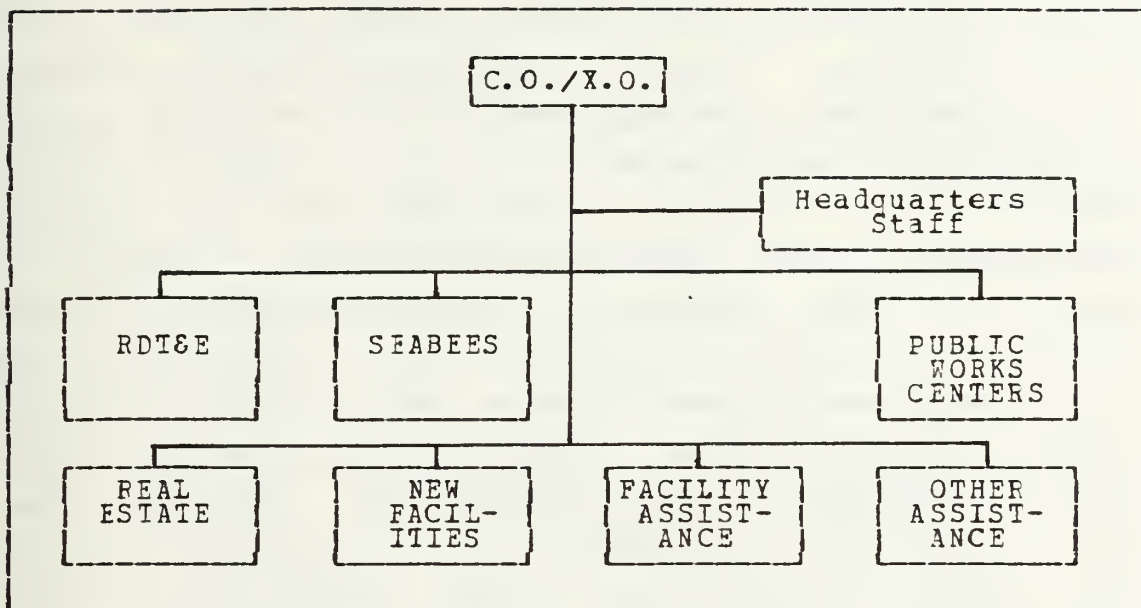 C.O./X.O.
Headquarters
Staff
RDT&E
SEABEES
PUBLIC
WORKS
CENTERS
REAL
ESTATE
NEW
FACIL-
ITIES
FACILITY
ASSIST-
ANCE
OTHER
ASSIST-
ANCE